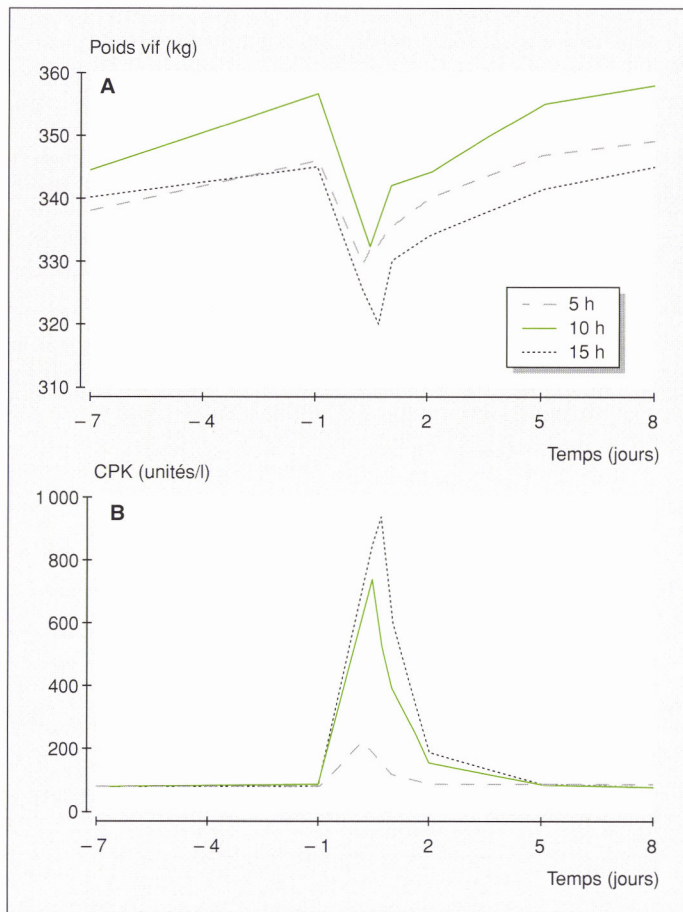 Poids vif (kg)
A
360
350
340
330
320
310
5 h
10 h
15 h
– 7 – 4 – 1 2 5 8
Temps (jours)
CPK (unités/l)
B
1 000
800
600
400
200
0
– 7 – 4 – 1 2 5 8
Temps (jours)